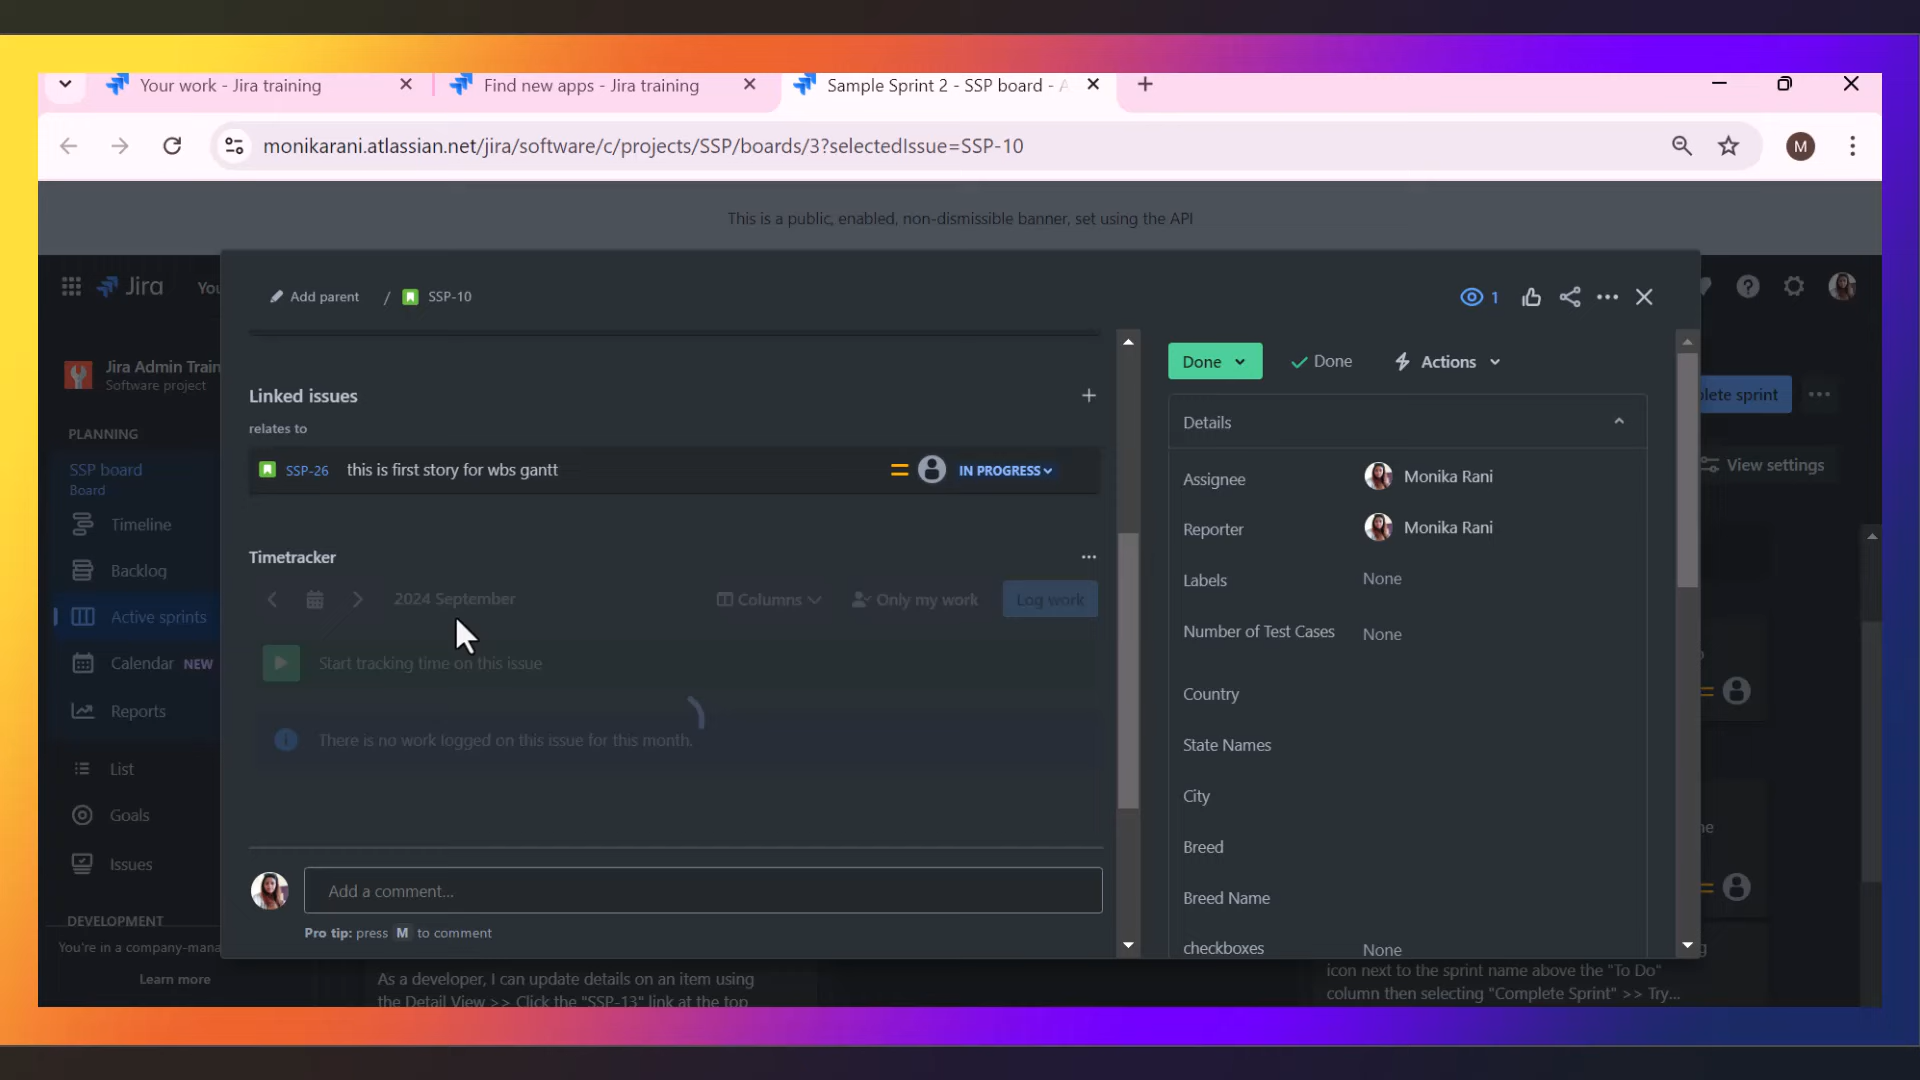 Your work - Jira training
Find new apps - Jira training
Sample Sprint 2 - SSP board - A
monikarani.atlassian.net/jira/software/c/projects/SSP/boards/3?selectedIssue=SSP-10
M
This is a public, enabled, non-dismissible banner, set using the API
Jira
You
Add parent / SSP-10
1
Jira Admin Train
Software project
Done
Done
Actions
plete sprint
Linked issues
relates to
SSP-26 this is first story for wbs gantt
IN PROGRESS
Details
View settings
PLANNING
SSP board
Board
Timeline
Backlog
Active sprints
Calendar NEW
Reports
List
Goals
Issues
DEVELOPMENT
You're in a company-mana
Learn more
Timetracker
2024 September
Columns
Only my work
Log work
Start tracking time on this issue
There is no work logged on this issue for this month.
Add a comment...
Pro tip: press M to comment
Assignee
Monika Rani
Reporter
Monika Rani
Labels
None
Number of Test Cases
None
Country
State Names
City
Breed
Breed Name
checkboxes
None
As a developer, I can update details on an item using
the Detail View >> Click the "SSP-13" link at the top
icon next to the sprint name above the "To Do"
column then selecting "Complete Sprint" >> Try...